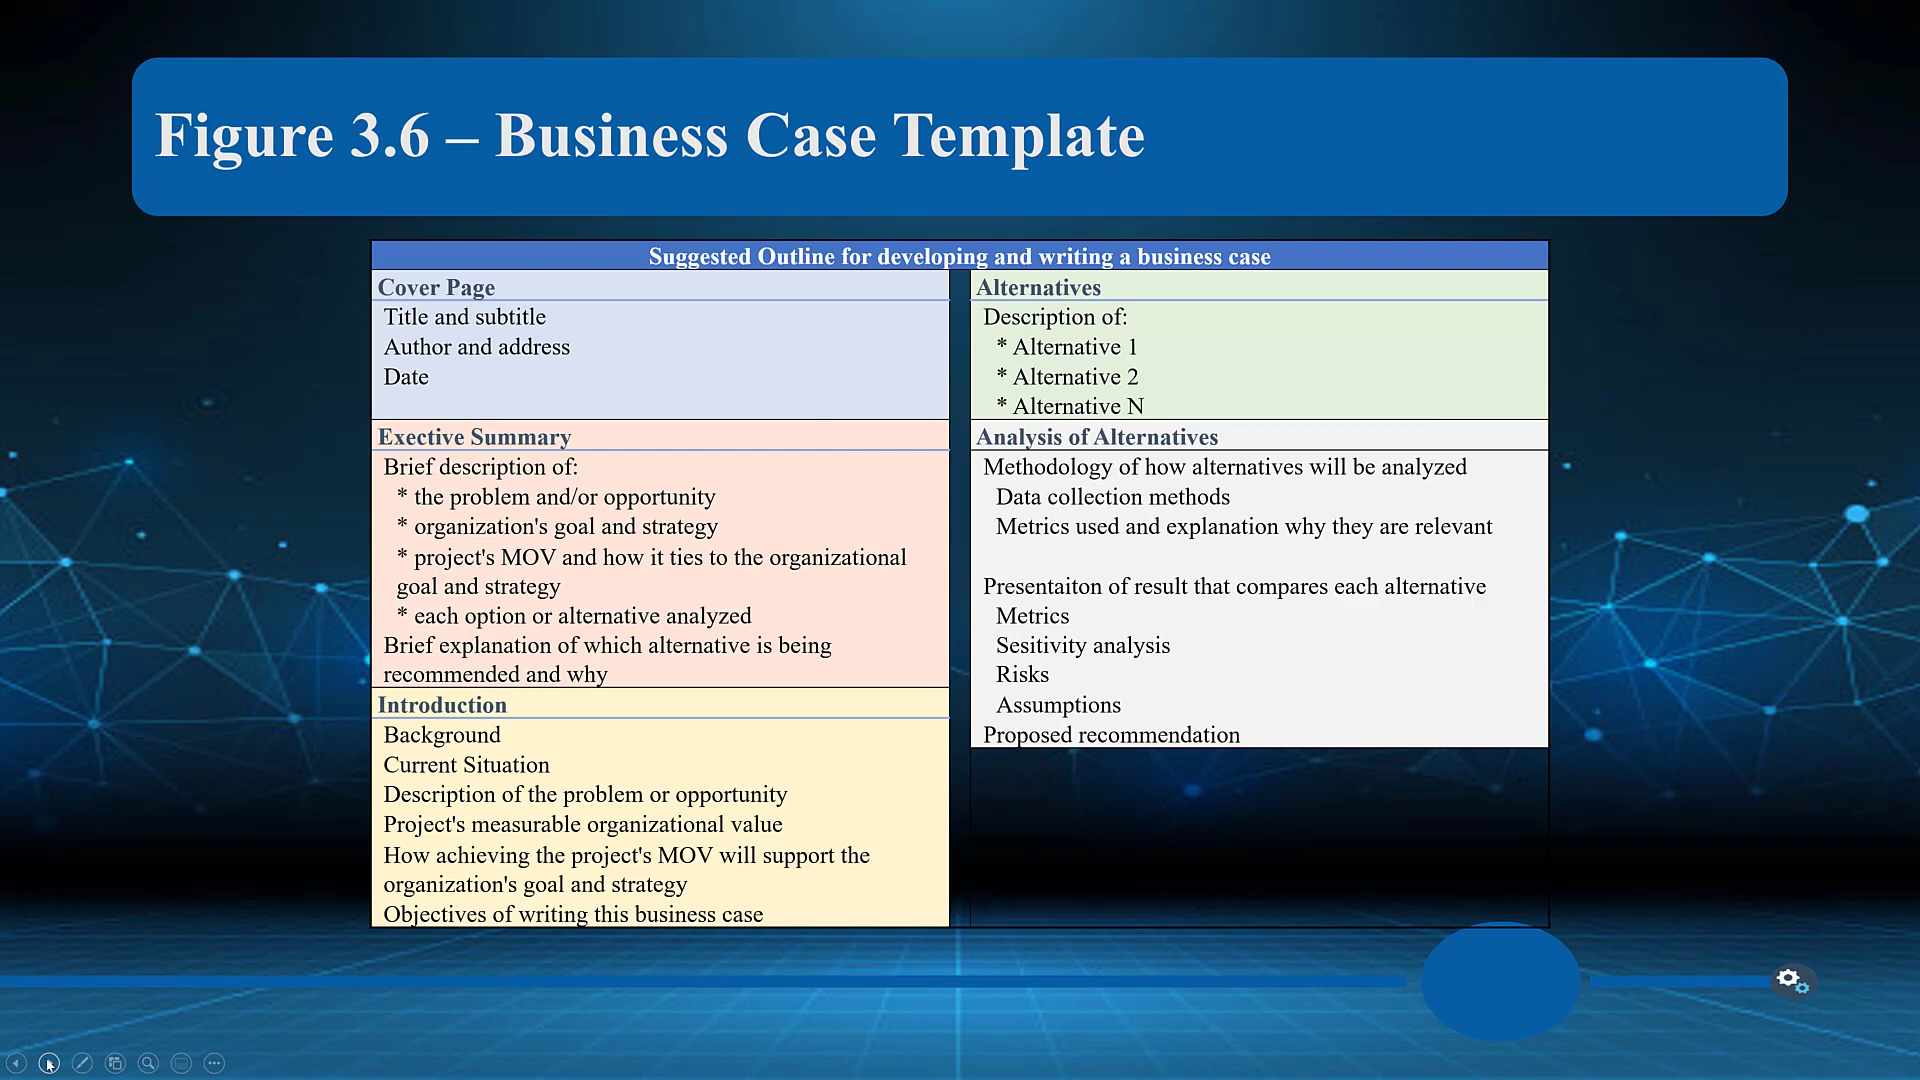 Figure 3.6 – Business Case Template
Suggested Outline for developing and writing a business case
Cover Page
Title and subtitle
Author and address
Date
Exective Summary
Brief description of:
* the problem and/or opportunity
* organization's goal and strategy
* project's MOV and how it ties to the organizational
goal and strategy
* each option or alternative analyzed
Brief explanation of which alternative is being
recommended and why
Introduction
Background
Current Situation
Description of the problem or opportunity
Project's measurable organizational value
How achieving the project's MOV will support the
organization's goal and strategy
Objectives of writing this business case
Alternatives
Description of:
* Alternative 1
* Alternative 2
* Alternative N
Analysis of Alternatives
Methodology of how alternatives will be analyzed
Data collection methods
Metrics used and explanation why they are relevant
Presentaiton of result that compares each alternative
Metrics
Sesitivity analysis
Risks
Assumptions
Proposed recommendation